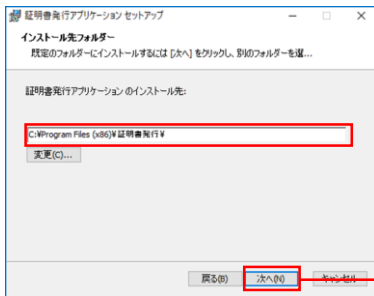 証明書発行アプリケーション セットアップ
インストール先フォルダー
既定のフォルダーにインストールするには [次へ] をクリックし、別のフォルダーを選...
証明書発行アプリケーション のインストール先:
C:¥Program Files (x86)¥証明書発行¥
変更(C)...
戻る(B)
次へ(N)
キャンセル